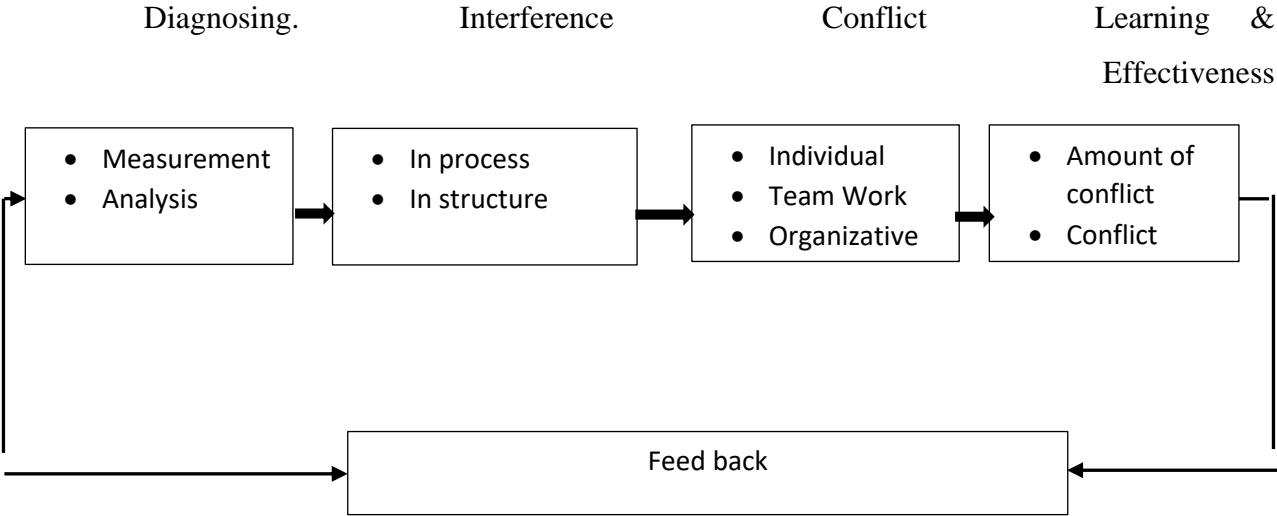 Diagnosing. Interference Conflict Learning &
Effectiveness
• Measurement
• Analysis
• In process
• In structure
• Individual
• Team Work
• Organizative
• Amount of
conflict
• Conflict
Feed back